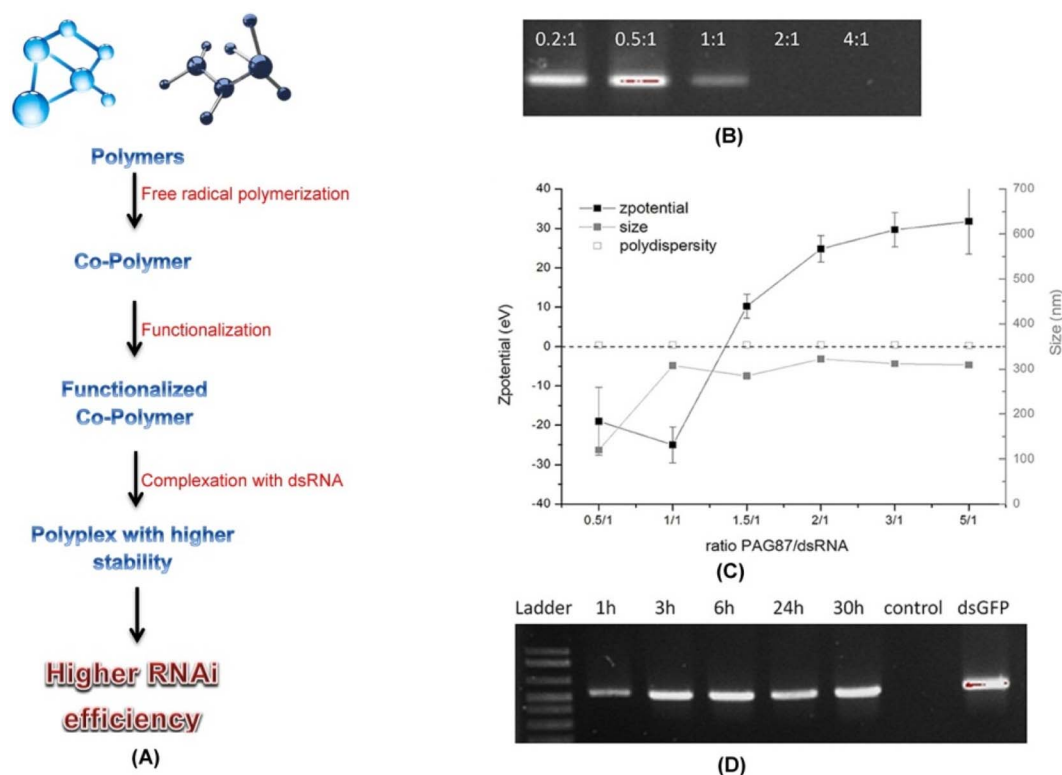 Polymers
Free radical polymerization
Co-Polymer
Functionalization
Functionalized
Co-Polymer
Complexation with dsRNA
Polyplex with higher
stability
Higher RNAi
efficiency
(A)
0.2:1 0.5:1 1:1 2:1 4:1
(B)
40 700
30 600
20 500
10 400
0 300
-10 200
-20 100
-30 0
-40
Zpotential (eV)
Size (nm)
zpotential
size
polydispersity
0.5/1 1/1 1.5/1 2/1 3/1 5/1
ratio PAG87/dsRNA
(C)
Ladder 1h 3h 6h 24h 30h control dsGFP
(D)